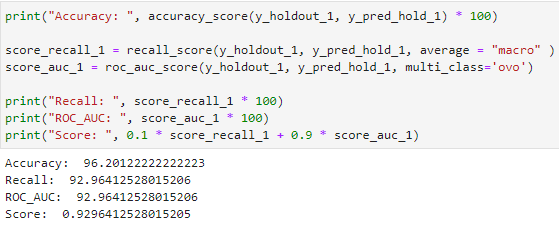 print("Accuracy: ", accuracy_score(y_holdout_1, y_pred_hold_1) * 100)
score_recall_1 = recall_score(y_holdout_1, y_pred_hold_1, average = "macro" )
score_auc_1 = roc_auc_score(y_holdout_1, y_pred_hold_1, multi_class='ovo')
print("Recall: ", score_recall_1 * 100)
print("ROC_AUC: ", score_auc_1 * 100)
print("Score: ", 0.1 * score_recall_1 + 0.9 * score_auc_1)
Accuracy:  96.20122222222223
Recall:  92.96412528015206
ROC_AUC:  92.96412528015206
Score:  0.9296412528015205